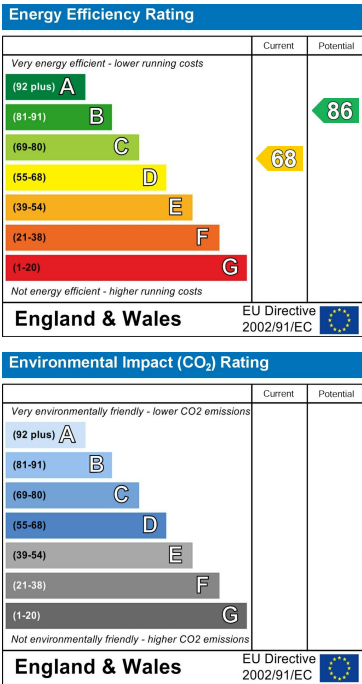 Energy Efficiency Rating
Current Potential
Very energy efficient - lower running costs
(92 plus) A
(81-91) B
86
(69-80) C
68
(55-68) D
(39-54) E
(21-38) F
(1-20) G
Not energy efficient - higher running costs
England & Wales
EU Directive
2002/91/EC
Environmental Impact (CO₂) Rating
Current Potential
Very environmentally friendly - lower CO2 emissions
(92 plus) A
(81-91) B
(69-80) C
(55-68) D
(39-54) E
(21-38) F
(1-20) G
Not environmentally friendly - higher CO2 emissions
England & Wales
EU Directive
2002/91/EC